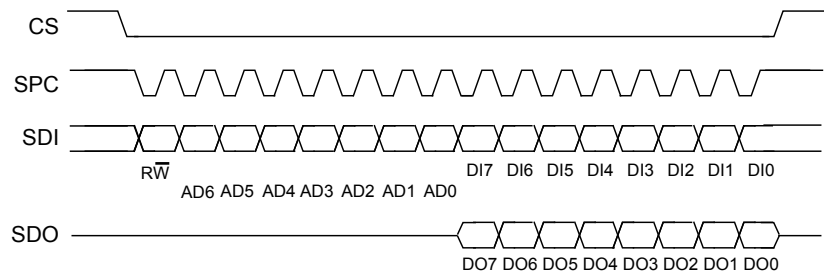 CS
SPC
SDI
RW̅ DI7 DI6 DI5 DI4 DI3 DI2 DI1 DI0
AD6 AD5 AD4 AD3 AD2 AD1 AD0
SDO
DO7 DO6 DO5 DO4 DO3 DO2 DO1 DO0